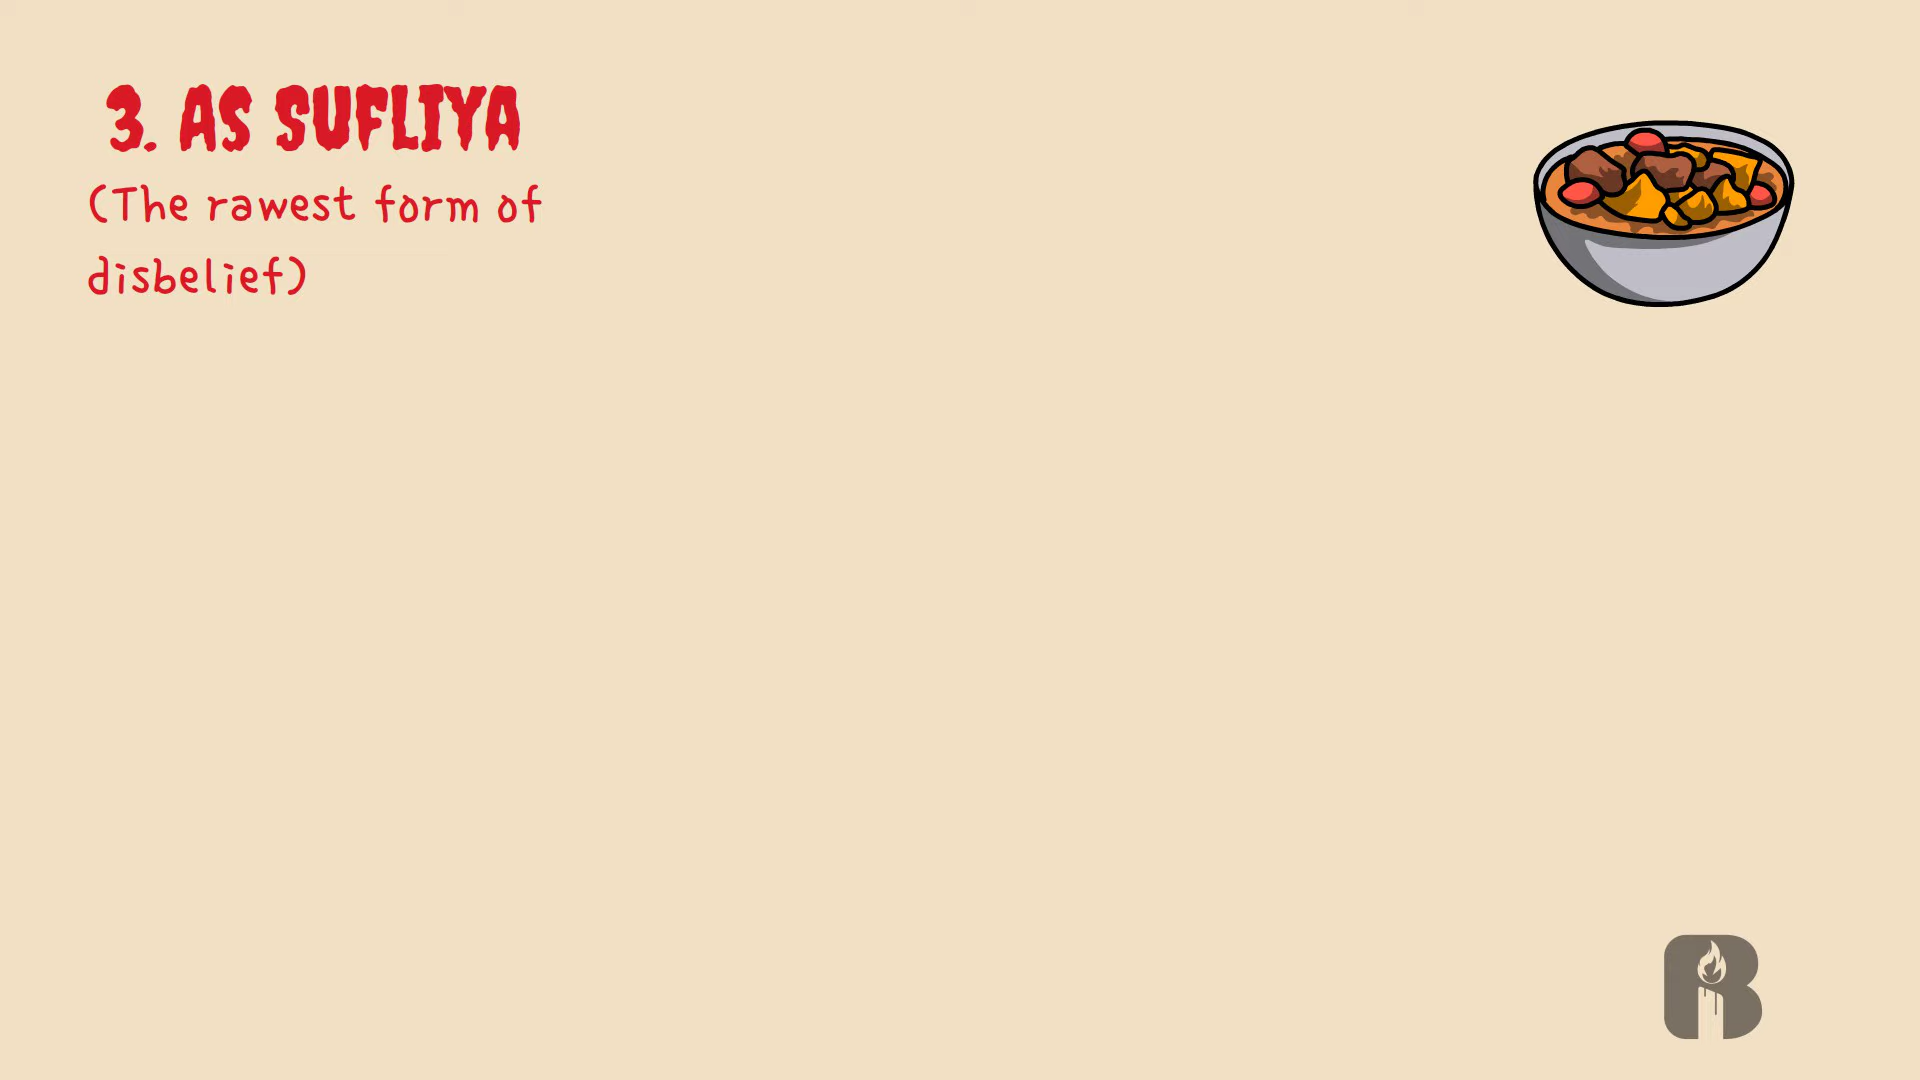 3. AS SUFLIYA
(The rawest form of
disbelief)
B